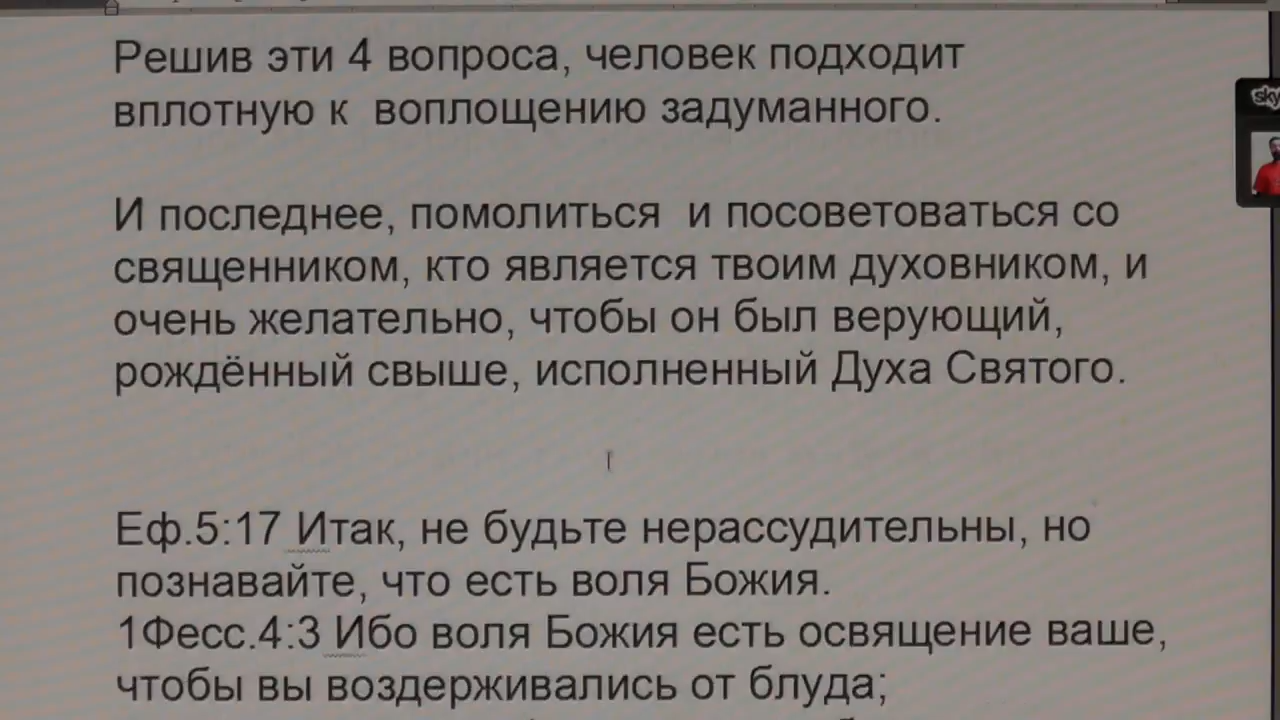 Решив эти 4 вопроса, человек подходит
вплотную к воплощению задуманного.
И последнее, помолиться и посоветоваться со
священником, кто является твоим духовником, и
очень желательно, чтобы он был верующий,
рождённый свыше, исполненный Духа Святого.
Еф.5:17 Итак, не будьте нерассудительны, но
познавайте, что есть воля Божия.
1Фесс.4:3 Ибо воля Божия есть освящение ваше,
чтобы вы воздерживались от блуда;
sky